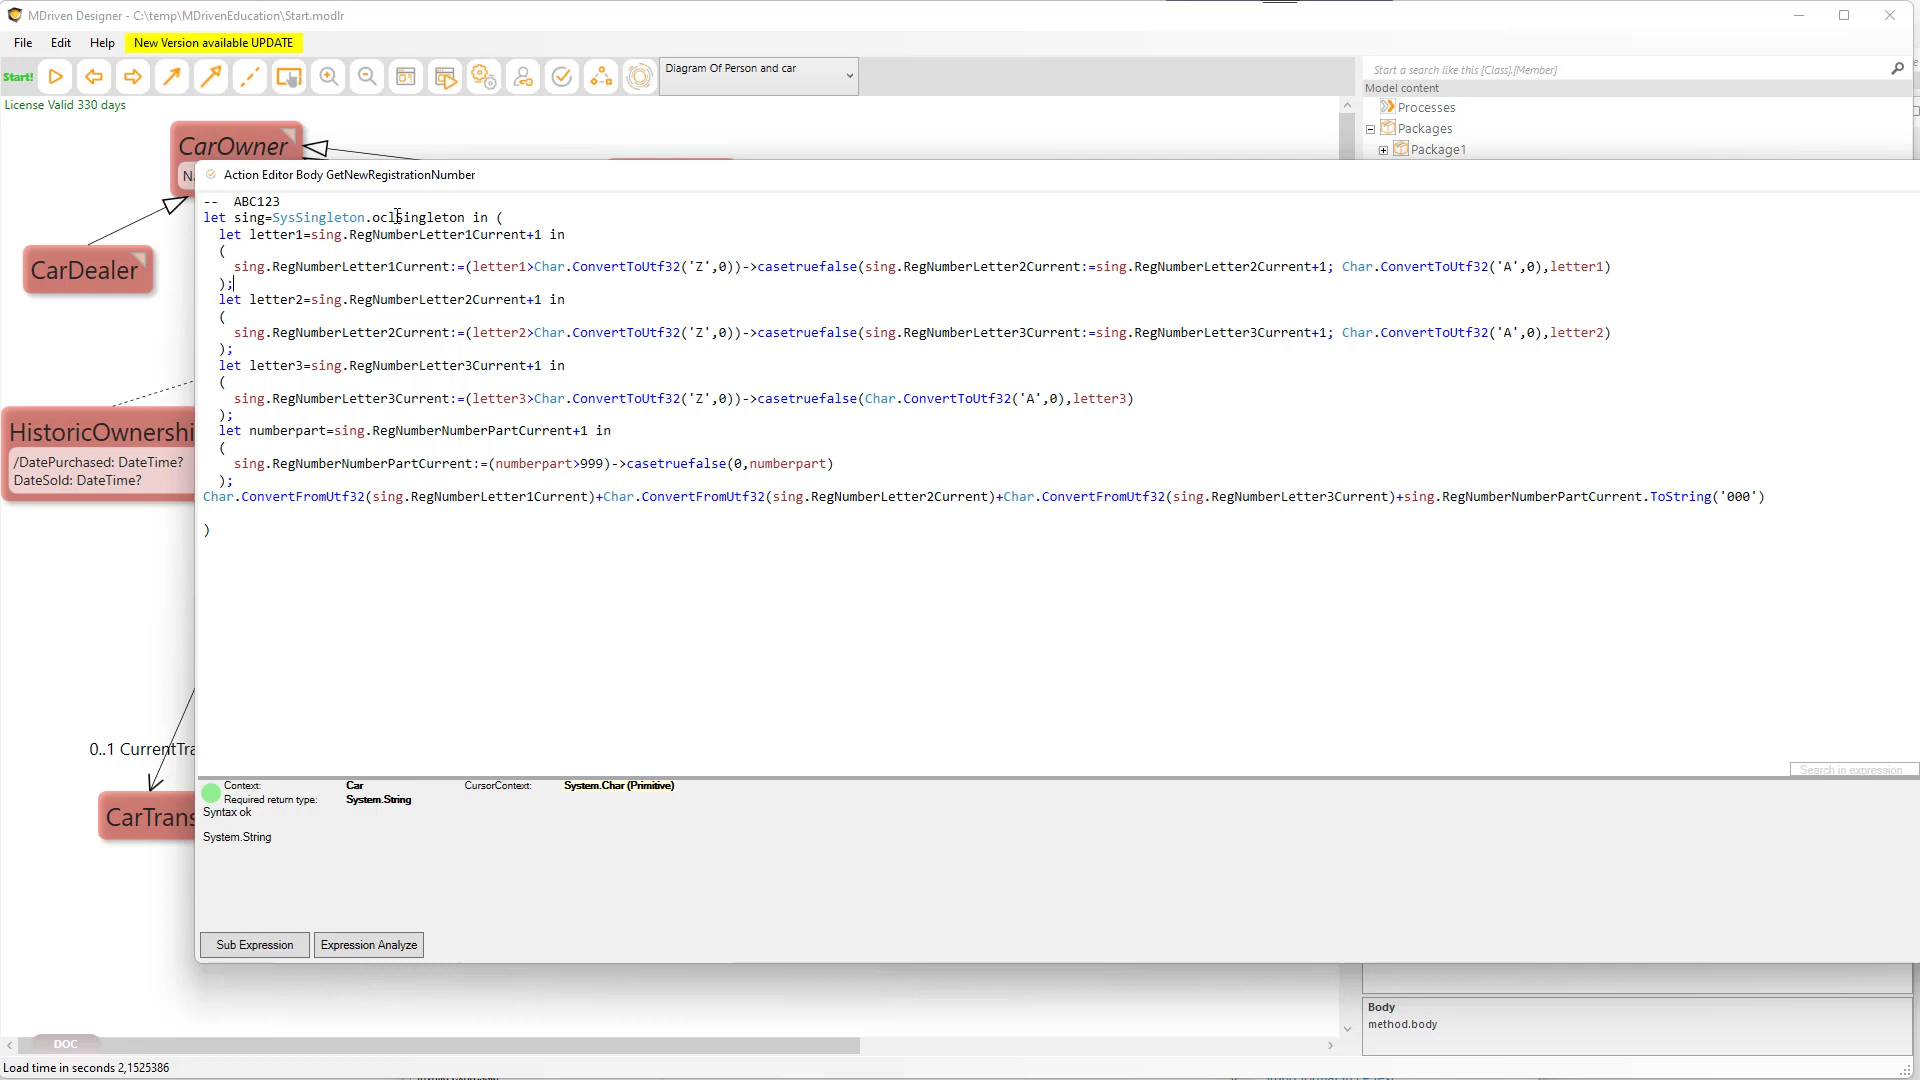 MDriven Designer - C:\temp\MDrivenEducation\Start.modlr
File Edit Help New Version available UPDATE
Start!
Diagram Of Person and car
Start a search like this [Class].[Member]
Model content
License Valid 330 days
Processes
Packages
Package1
CarOwner
CarDealer
HistoricOwnershi
/DatePurchased: DateTime?
DateSold: DateTime?
0..1 CurrentTra
CarTrans
Action Editor Body GetNewRegistrationNumber
--  ABC123
let sing=SysSingleton.oclSingleton in (
  let letter1=sing.RegNumberLetter1Current+1 in
  (
    sing.RegNumberLetter1Current:=(letter1>Char.ConvertToUtf32('Z',0))->casetruefalse(sing.RegNumberLetter2Current:=sing.RegNumberLetter2Current+1; Char.ConvertToUtf32('A',0),letter1)
  );
  let letter2=sing.RegNumberLetter2Current+1 in
  (
    sing.RegNumberLetter2Current:=(letter2>Char.ConvertToUtf32('Z',0))->casetruefalse(sing.RegNumberLetter3Current:=sing.RegNumberLetter3Current+1; Char.ConvertToUtf32('A',0),letter2)
  );
  let letter3=sing.RegNumberLetter3Current+1 in
  (
    sing.RegNumberLetter3Current:=(letter3>Char.ConvertToUtf32('Z',0))->casetruefalse(Char.ConvertToUtf32('A',0),letter3)
  );
  let numberpart=sing.RegNumberNumberPartCurrent+1 in
  (
    sing.RegNumberNumberPartCurrent:=(numberpart>999)->casetruefalse(0,numberpart)
  );
Char.ConvertFromUtf32(sing.RegNumberLetter1Current)+Char.ConvertFromUtf32(sing.RegNumberLetter2Current)+Char.ConvertFromUtf32(sing.RegNumberLetter3Current)+sing.RegNumberNumberPartCurrent.ToString('000')
)
Search in expression
Context: Car CursorContext: System.Char (Primitive)
Required return type: System.String
Syntax ok
System.String
Sub Expression Expression Analyze
Body
method.body
DOC
Load time in seconds 2,1525386